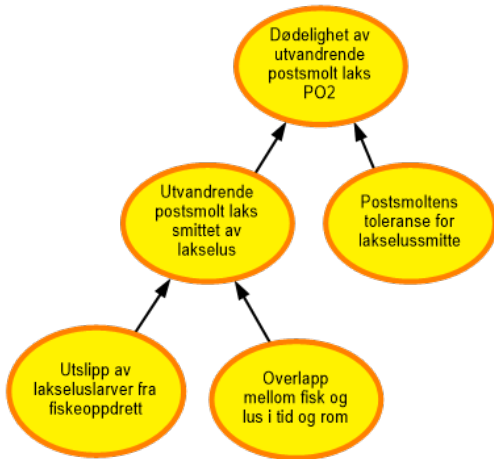 Dødelighet av
utvandrende
postsmolt laks
PO2
Utvandrende
postsmolt laks
smittet av
lakselus
Postsmoltens
toleranse for
lakselussmitte
Utslipp av
lakseluslarver fra
fiskeoppdrett
Overlapp
mellom fisk og
lus i tid og rom